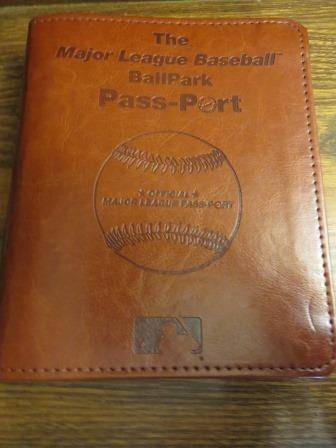 The
Major League Baseball™
BallPark
Pass-Port
★ OFFICIAL ★
MAJOR LEAGUE PASS-PORT